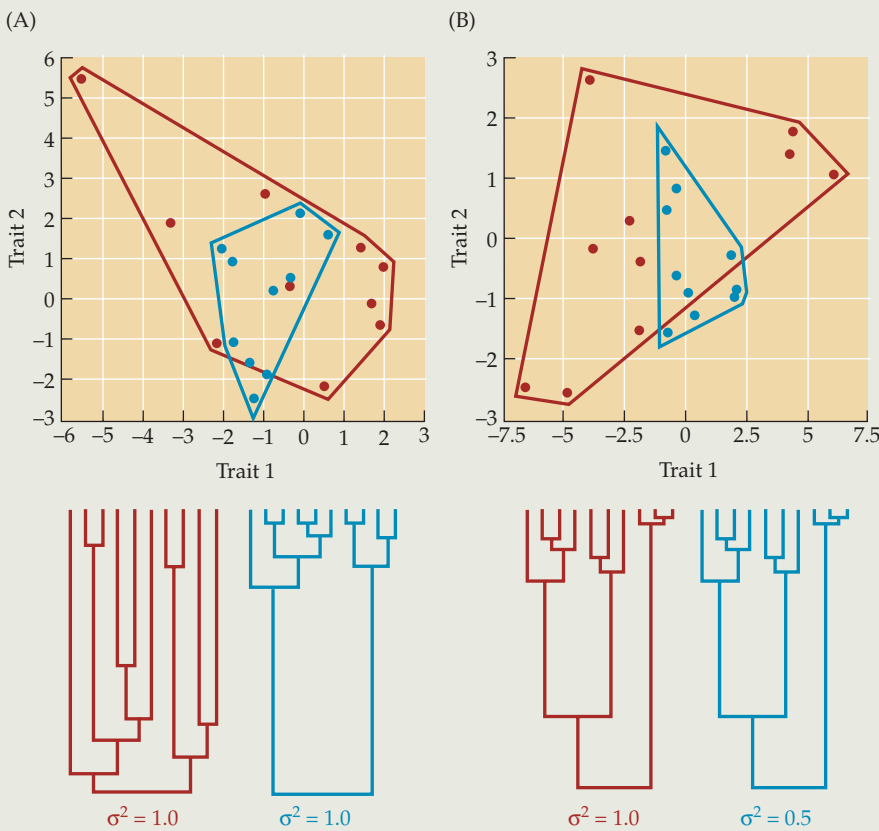 (A)
6
5
4
3
2
1
0
−1
−2
−3
Trait 2
−6 −5 −4 −3 −2 −1 0 1 2 3
Trait 1
(B)
3
2
1
0
−1
−2
−3
Trait 2
−7.5 −5 −2.5 0 2.5 5 7.5
Trait 1
σ² = 1.0
σ² = 1.0
σ² = 1.0
σ² = 0.5